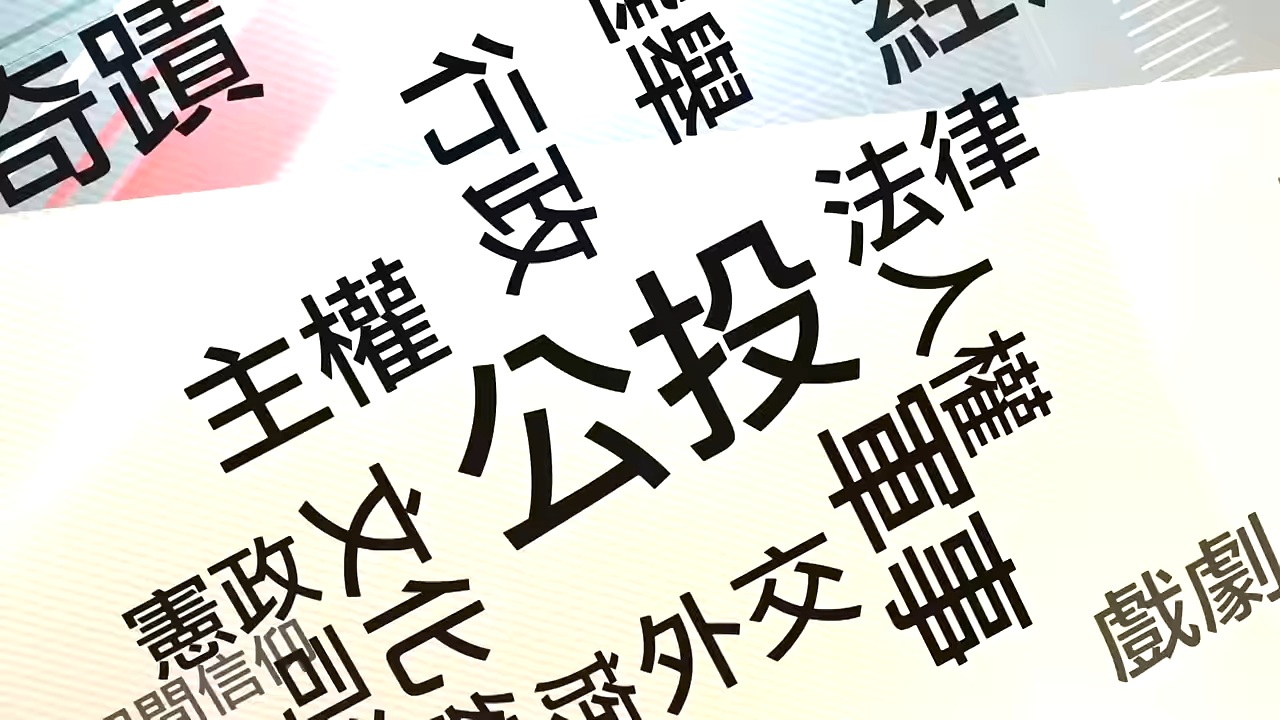 奇蹟
行政
法律
公投
主權
人權
軍事
文化
憲政
外交
戲劇
信仰